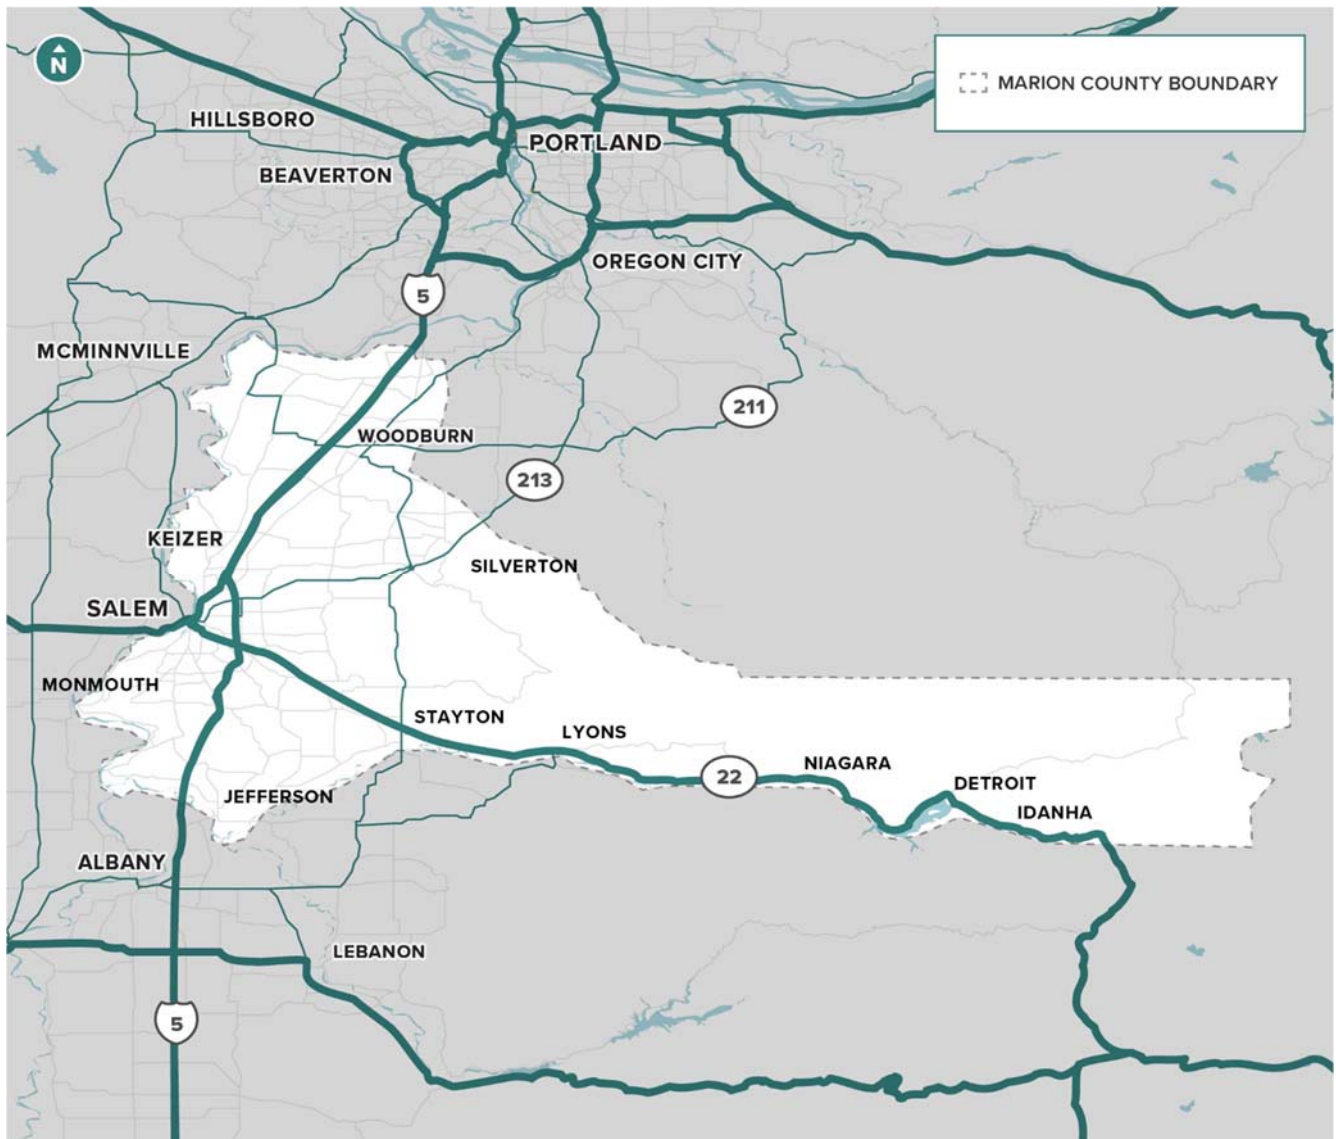 N
MARION COUNTY BOUNDARY
HILLSBORO
PORTLAND
BEAVERTON
OREGON CITY
5
MCMINNVILLE
211
WOODBURN
213
KEIZER
SILVERTON
SALEM
MONMOUTH
STAYTON
LYONS
NIAGARA
22
DETROIT
JEFFERSON
IDANHA
ALBANY
LEBANON
5